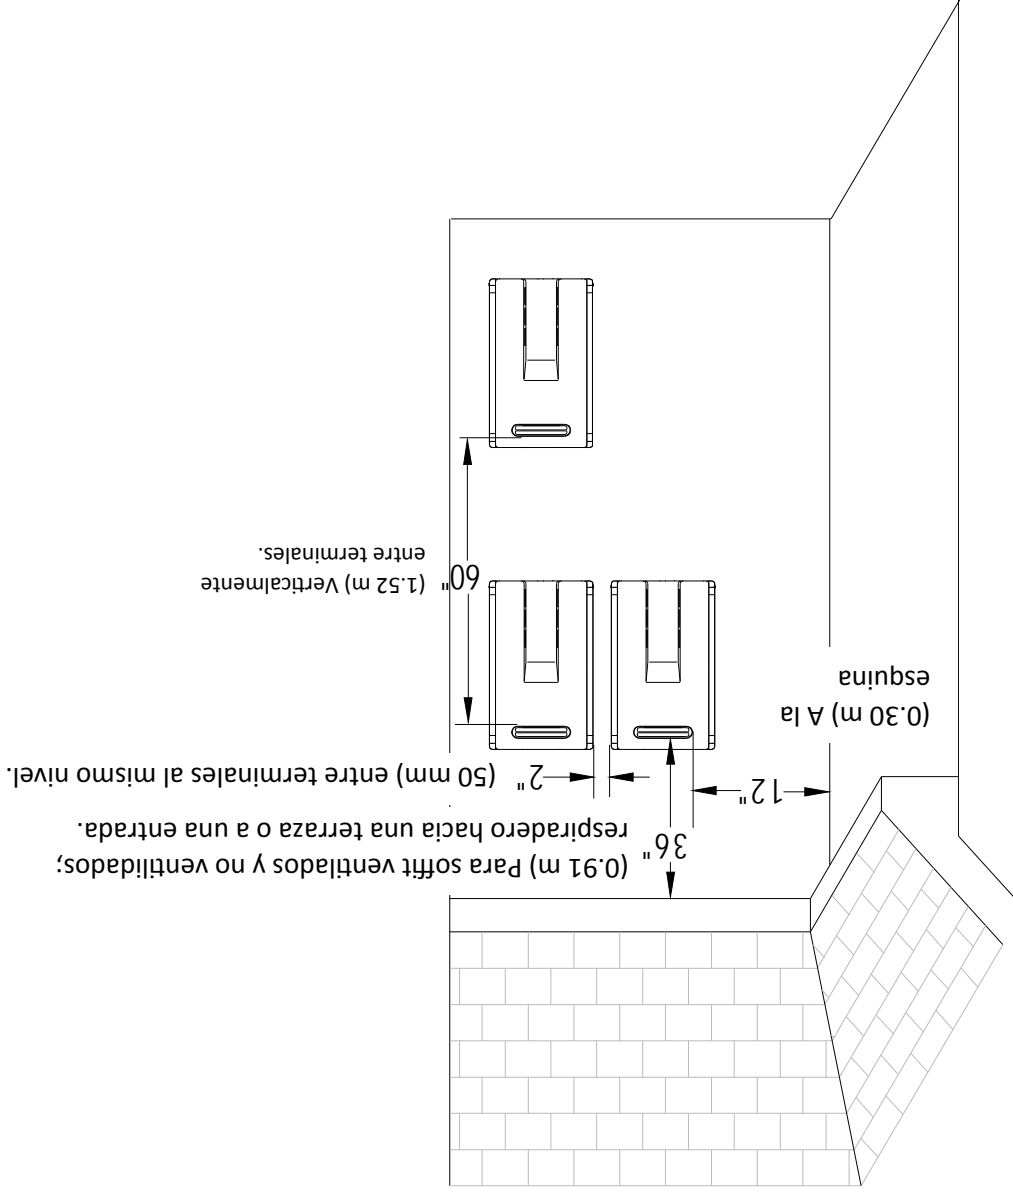 36" (0.91 m) Para soffit ventilados y no ventilidados;
respiradero hacia una terraza o a una entrada.
12"
2" (50 mm) entre terminales al mismo nivel.
(0.30 m) A la
esquina
60" (1.52 m) Verticalmente
entre terminales.